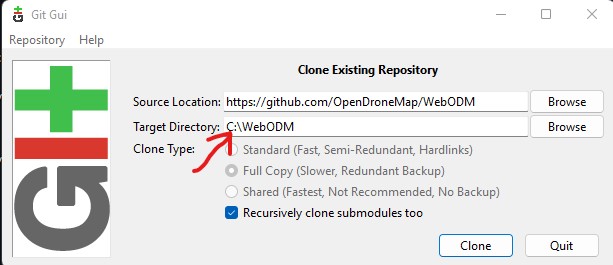 Git Gui
Repository Help
Clone Existing Repository
Source Location: https://github.com/OpenDroneMap/WebODM Browse
Target Directory: C:\WebODM Browse
Clone Type: Standard (Fast, Semi-Redundant, Hardlinks)
Full Copy (Slower, Redundant Backup)
Shared (Fastest, Not Recommended, No Backup)
Recursively clone submodules too
Clone Quit
Git